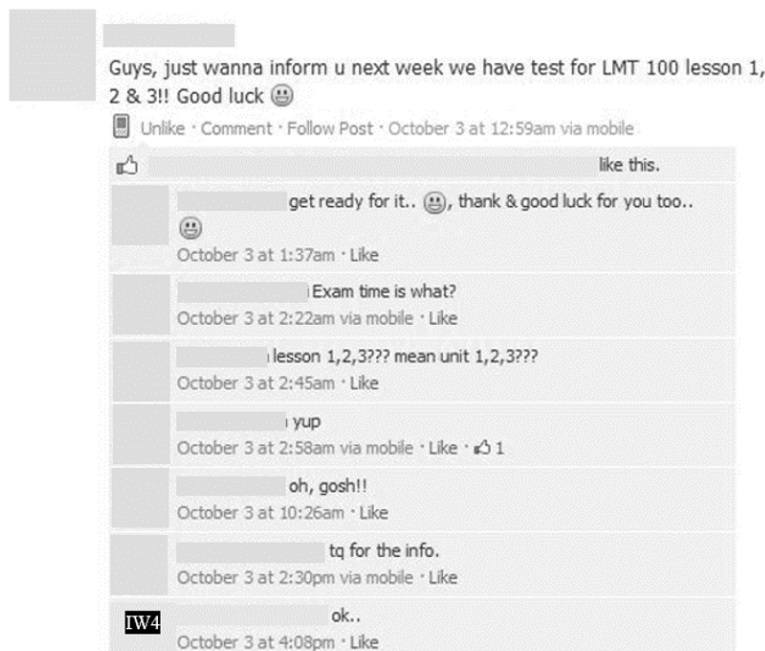 Guys, just wanna inform u next week we have test for LMT 100 lesson 1,
2 & 3!! Good luck
Unlike · Comment · Follow Post · October 3 at 12:59am via mobile
like this.
get ready for it.. , thank & good luck for you too..
October 3 at 1:37am · Like
Exam time is what?
October 3 at 2:22am via mobile · Like
lesson 1,2,3??? mean unit 1,2,3???
October 3 at 2:45am · Like
yup
October 3 at 2:58am via mobile · Like · 1
oh, gosh!!
October 3 at 10:26am · Like
tq for the info.
October 3 at 2:30pm via mobile · Like
IW4
ok..
October 3 at 4:08pm · Like